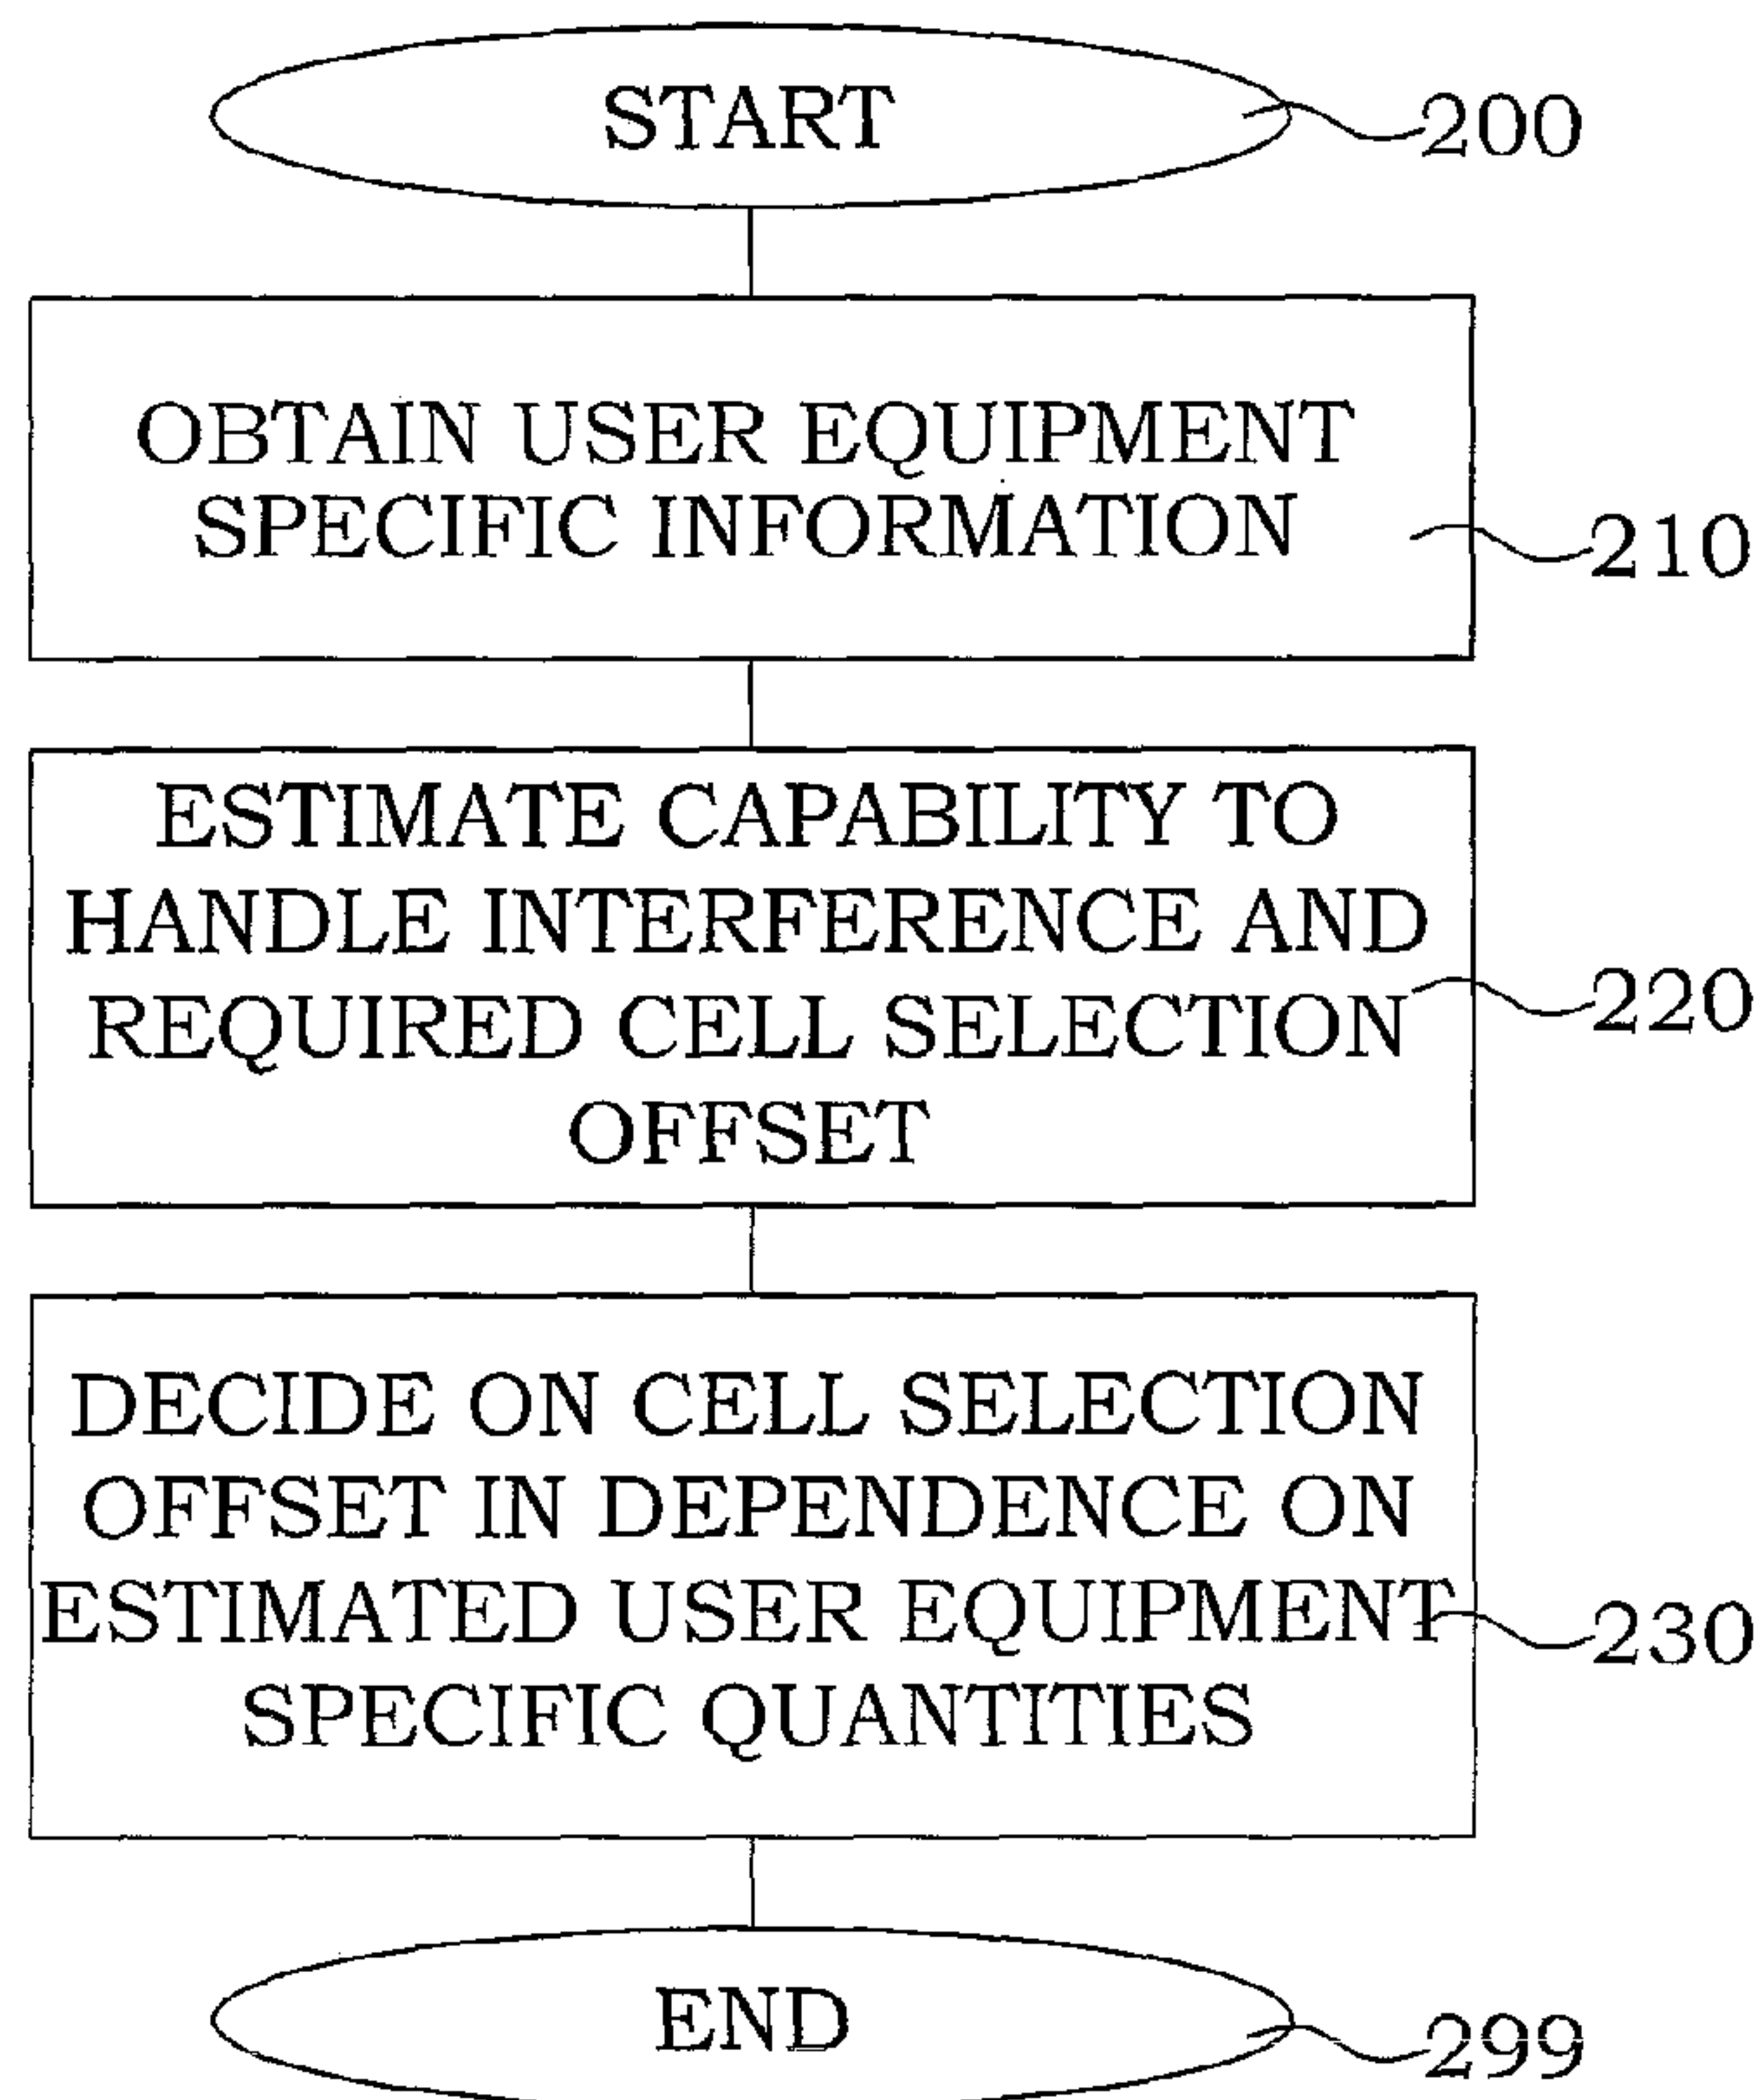 START
200
OBTAIN USER EQUIPMENT
SPECIFIC INFORMATION
210
ESTIMATE CAPABILITY TO
HANDLE INTERFERENCE AND
REQUIRED CELL SELECTION
OFFSET
220
DECIDE ON CELL SELECTION
OFFSET IN DEPENDENCE ON
ESTIMATED USER EQUIPMENT
SPECIFIC QUANTITIES
230
END
299